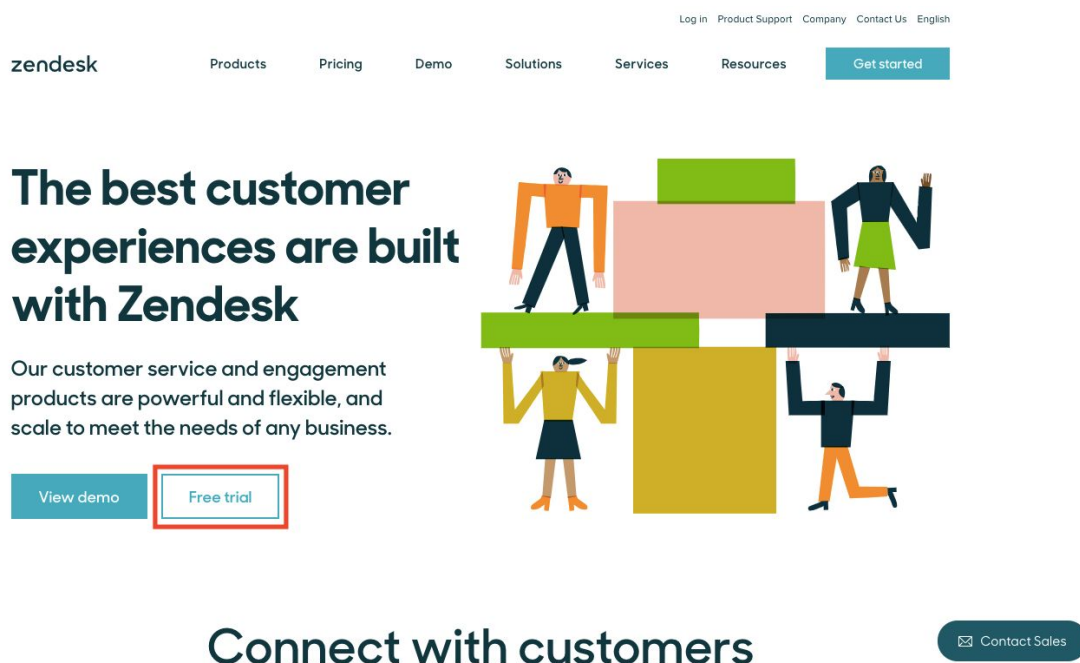 Log in Product Support Company Contact Us English
zendesk Products Pricing Demo Solutions Services Resources Get started
The best customer
experiences are built
with Zendesk
Our customer service and engagement
products are powerful and flexible, and
scale to meet the needs of any business.
View demo Free trial
Connect with customers
Contact Sales